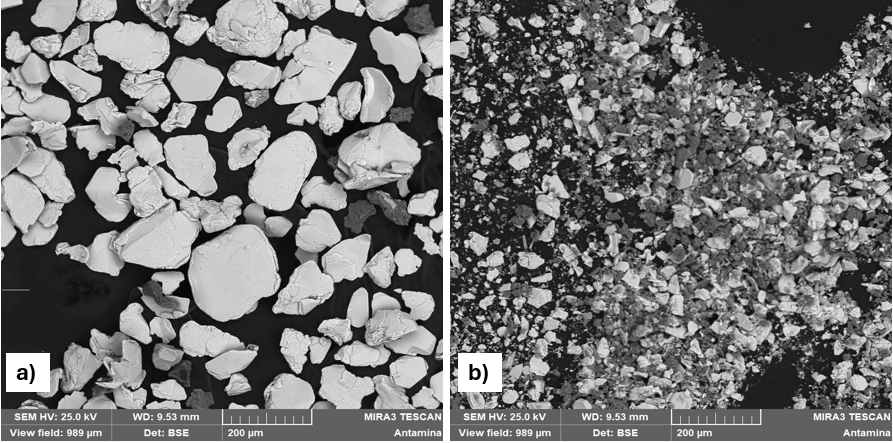 a)
SEM HV: 25.0 kV WD: 9.53 mm MIRA3 TESCAN
View field: 989 µm Det: BSE 200 µm Antamina
b)
SEM HV: 25.0 kV WD: 9.53 mm MIRA3 TESCAN
View field: 989 µm Det: BSE 200 µm Antamina